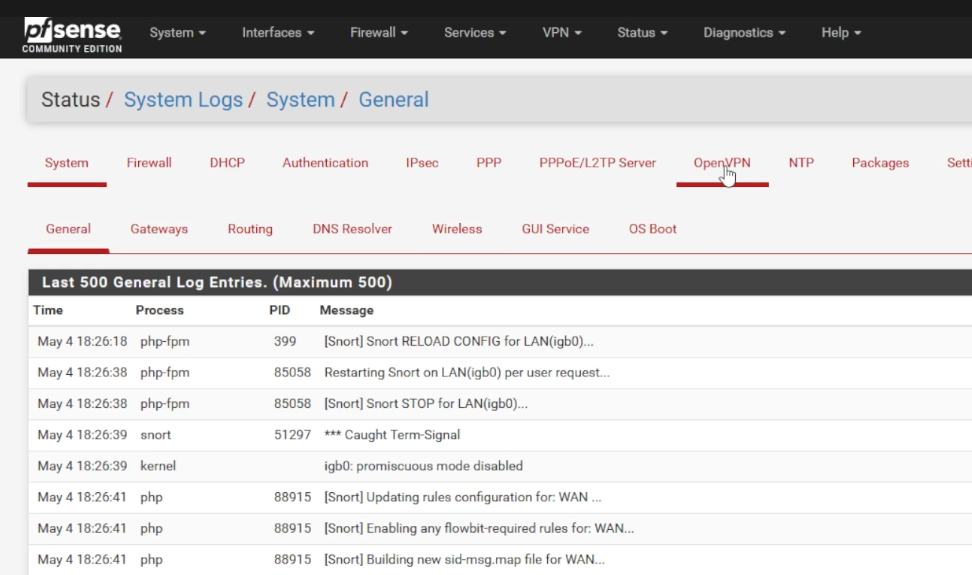 pfsense
COMMUNITY EDITION
System Interfaces Firewall Services VPN Status Diagnostics Help
Status / System Logs / System / General
System Firewall DHCP Authentication IPsec PPP PPPoE/L2TP Server OpenVPN NTP Packages Setti
General Gateways Routing DNS Resolver Wireless GUI Service OS Boot
Last 500 General Log Entries. (Maximum 500)
Time Process PID Message
May 4 18:26:18 php-fpm 399 [Snort] Snort RELOAD CONFIG for LAN(igb0)...
May 4 18:26:38 php-fpm 85058 Restarting Snort on LAN(igb0) per user request...
May 4 18:26:38 php-fpm 85058 [Snort] Snort STOP for LAN(igb0)...
May 4 18:26:39 snort 51297 *** Caught Term-Signal
May 4 18:26:39 kernel igb0: promiscuous mode disabled
May 4 18:26:41 php 88915 [Snort] Updating rules configuration for: WAN ...
May 4 18:26:41 php 88915 [Snort] Enabling any flowbit-required rules for: WAN...
May 4 18:26:41 php 88915 [Snort] Building new sid-msg.map file for WAN...